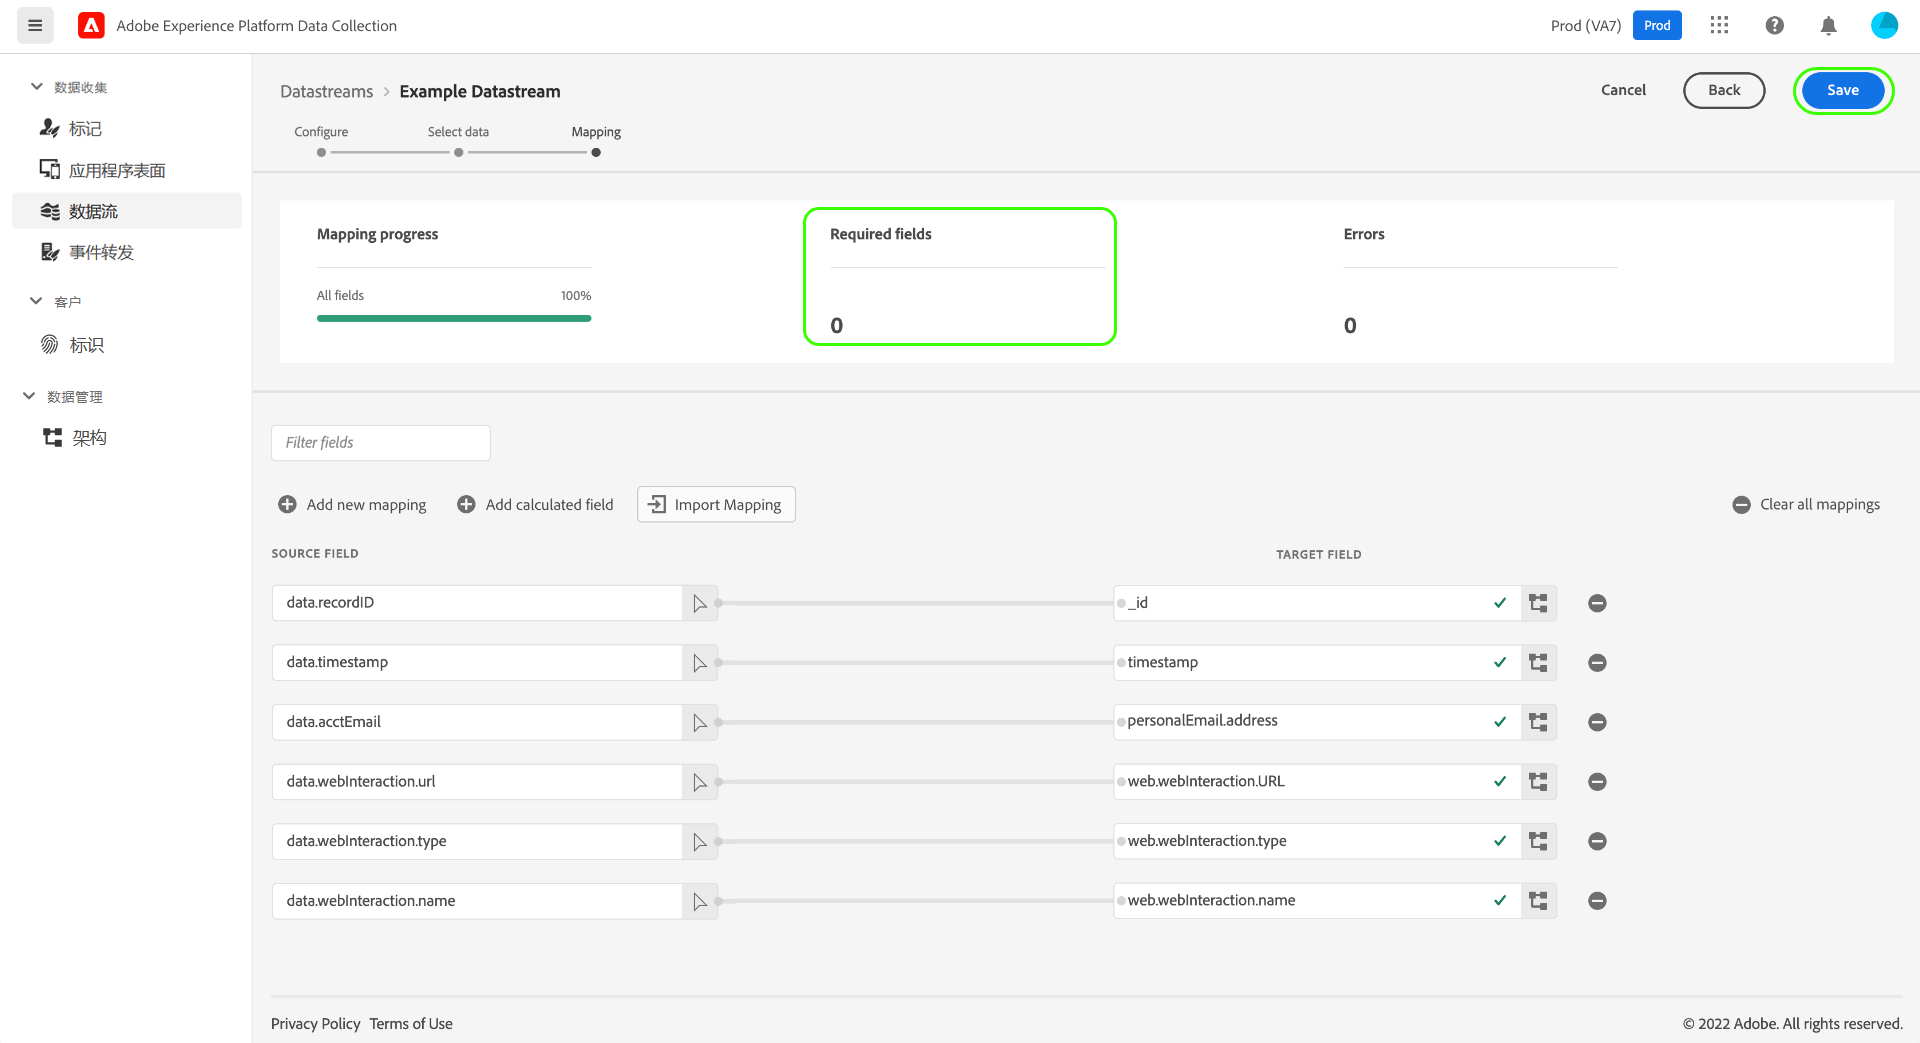 Adobe Experience Platform Data Collection
Prod (VA7) Prod
数据收集
标记
应用程序表面
数据流
事件转发
客户
标识
数据管理
架构
Datastreams > Example Datastream
Cancel Back Save
Configure Select data Mapping
Mapping progress
All fields 100%
Required fields
0
Errors
0
Filter fields
Add new mapping Add calculated field Import Mapping Clear all mappings
SOURCE FIELD TARGET FIELD
data.recordID _id
data.timestamp timestamp
data.acctEmail personalEmail.address
data.webInteraction.url web.webInteraction.URL
data.webInteraction.type web.webInteraction.type
data.webInteraction.name web.webInteraction.name
Privacy Policy Terms of Use © 2022 Adobe. All rights reserved.